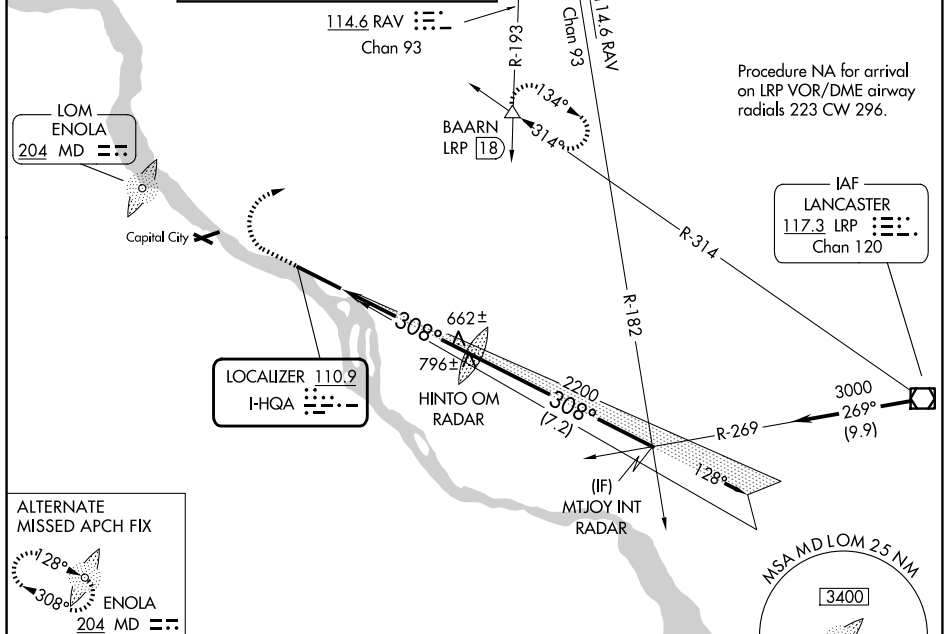 114.6 RAV
Chan 93
R-193
114.6 RAV
Chan 93
Procedure NA for arrival
on LRP VOR/DME airway
radials 223 CW 296.
LOM
ENOLA
204 MD
134°
314°
BAARN
LRP 18
IAF
LANCASTER
117.3 LRP
Chan 120
Capital City
R-314
R-182
308°
662±
796±
LOCALIZER 110.9
I-HQA
HINTO OM
RADAR
2200
308°
(7.2)
3000
269°
(9.9)
R-269
128°
(IF)
MTJOY INT
RADAR
ALTERNATE
MISSED APCH FIX
128°
308°
ENOLA
204 MD
MSA MD LOM 25 NM
3400